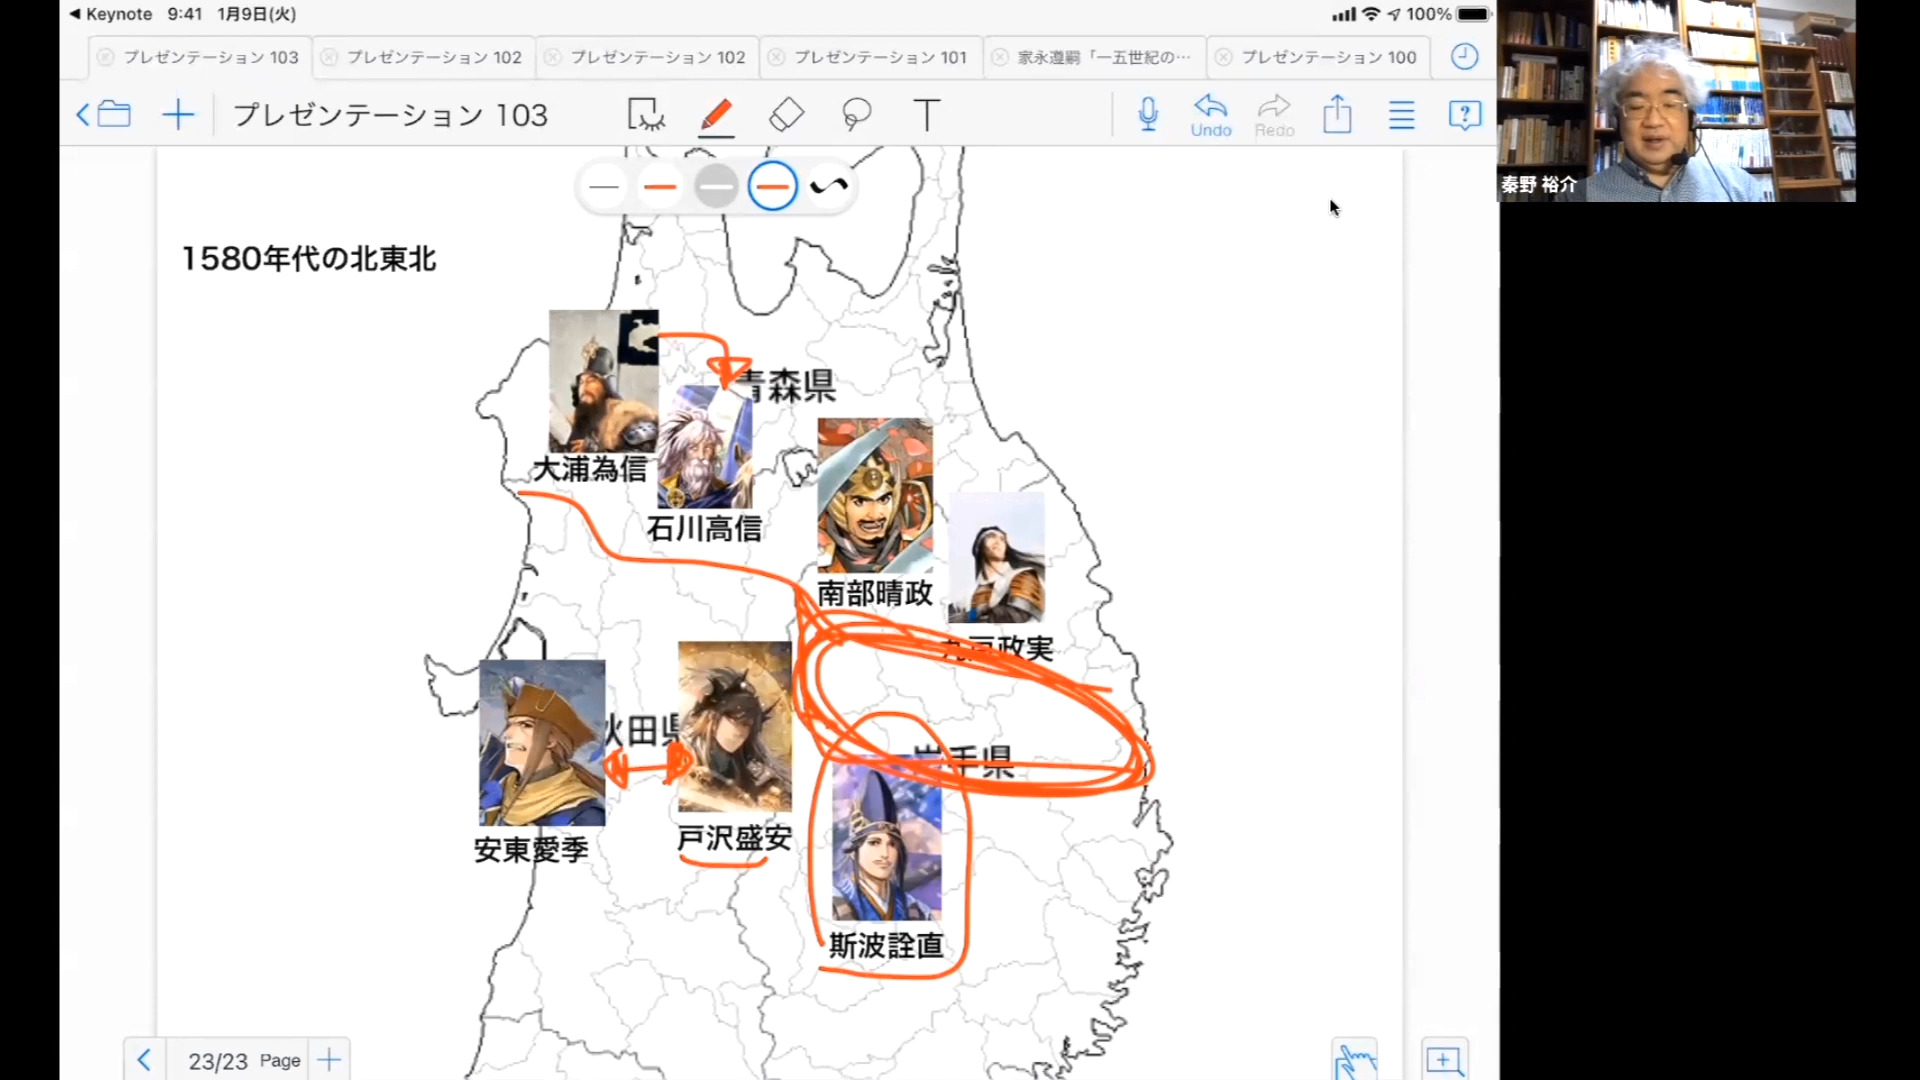 Keynote 9:41 1月9日(火) 100%
プレゼンテーション 103 プレゼンテーション 102 プレゼンテーション 102 プレゼンテーション 101 家永遵嗣「一五世紀の… プレゼンテーション 100
プレゼンテーション 103 T Undo Redo
秦野 裕介
1580年代の北東北
青森県
大浦為信
石川高信
南部晴政
九戸政実
秋田県
岩手県
安東愛季
戸沢盛安
斯波詮直
23/23 Page